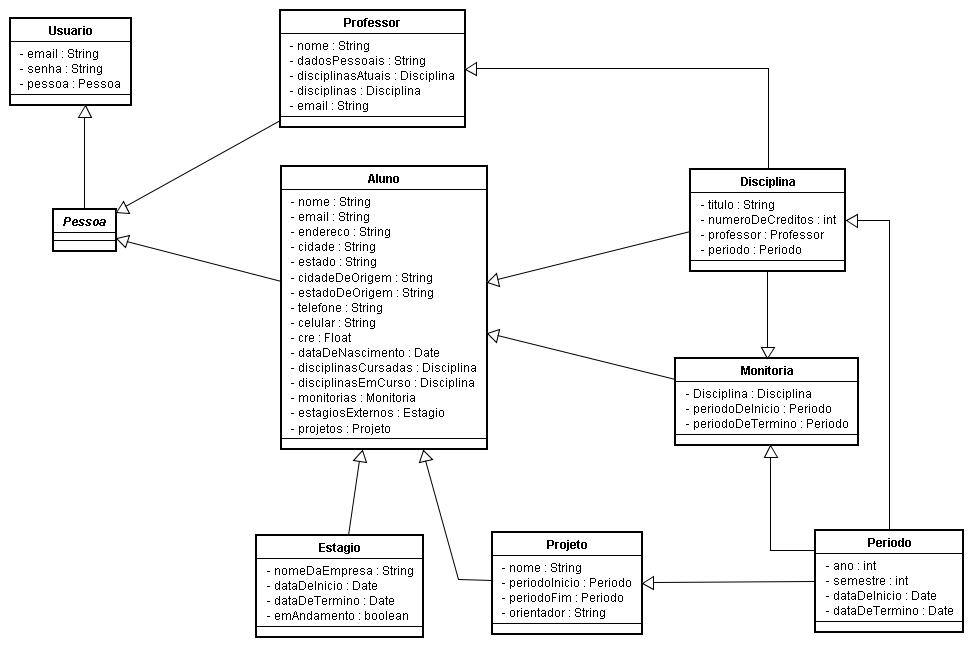 Usuario
- email : String
- senha : String
- pessoa : Pessoa
Professor
- nome : String
- dadosPessoais : String
- disciplinasAtuais : Disciplina
- disciplinas : Disciplina
- email : String
Pessoa
Aluno
- nome : String
- email : String
- endereco : String
- cidade : String
- estado : String
- cidadeDeOrigem : String
- estadoDeOrigem : String
- telefone : String
- celular : String
- cre : Float
- dataDeNascimento : Date
- disciplinasCursadas : Disciplina
- disciplinasEmCurso : Disciplina
- monitorias : Monitoria
- estagiosExternos : Estagio
- projetos : Projeto
Disciplina
- titulo : String
- numeroDeCreditos : int
- professor : Professor
- periodo : Periodo
Monitoria
- Disciplina : Disciplina
- periodoDeInicio : Periodo
- periodoDeTermino : Periodo
Estagio
- nomeDaEmpresa : String
- dataDeInicio : Date
- dataDeTermino : Date
- emAndamento : boolean
Projeto
- nome : String
- periodoInicio : Periodo
- periodoFim : Periodo
- orientador : String
Periodo
- ano : int
- semestre : int
- dataDeInicio : Date
- dataDeTermino : Date